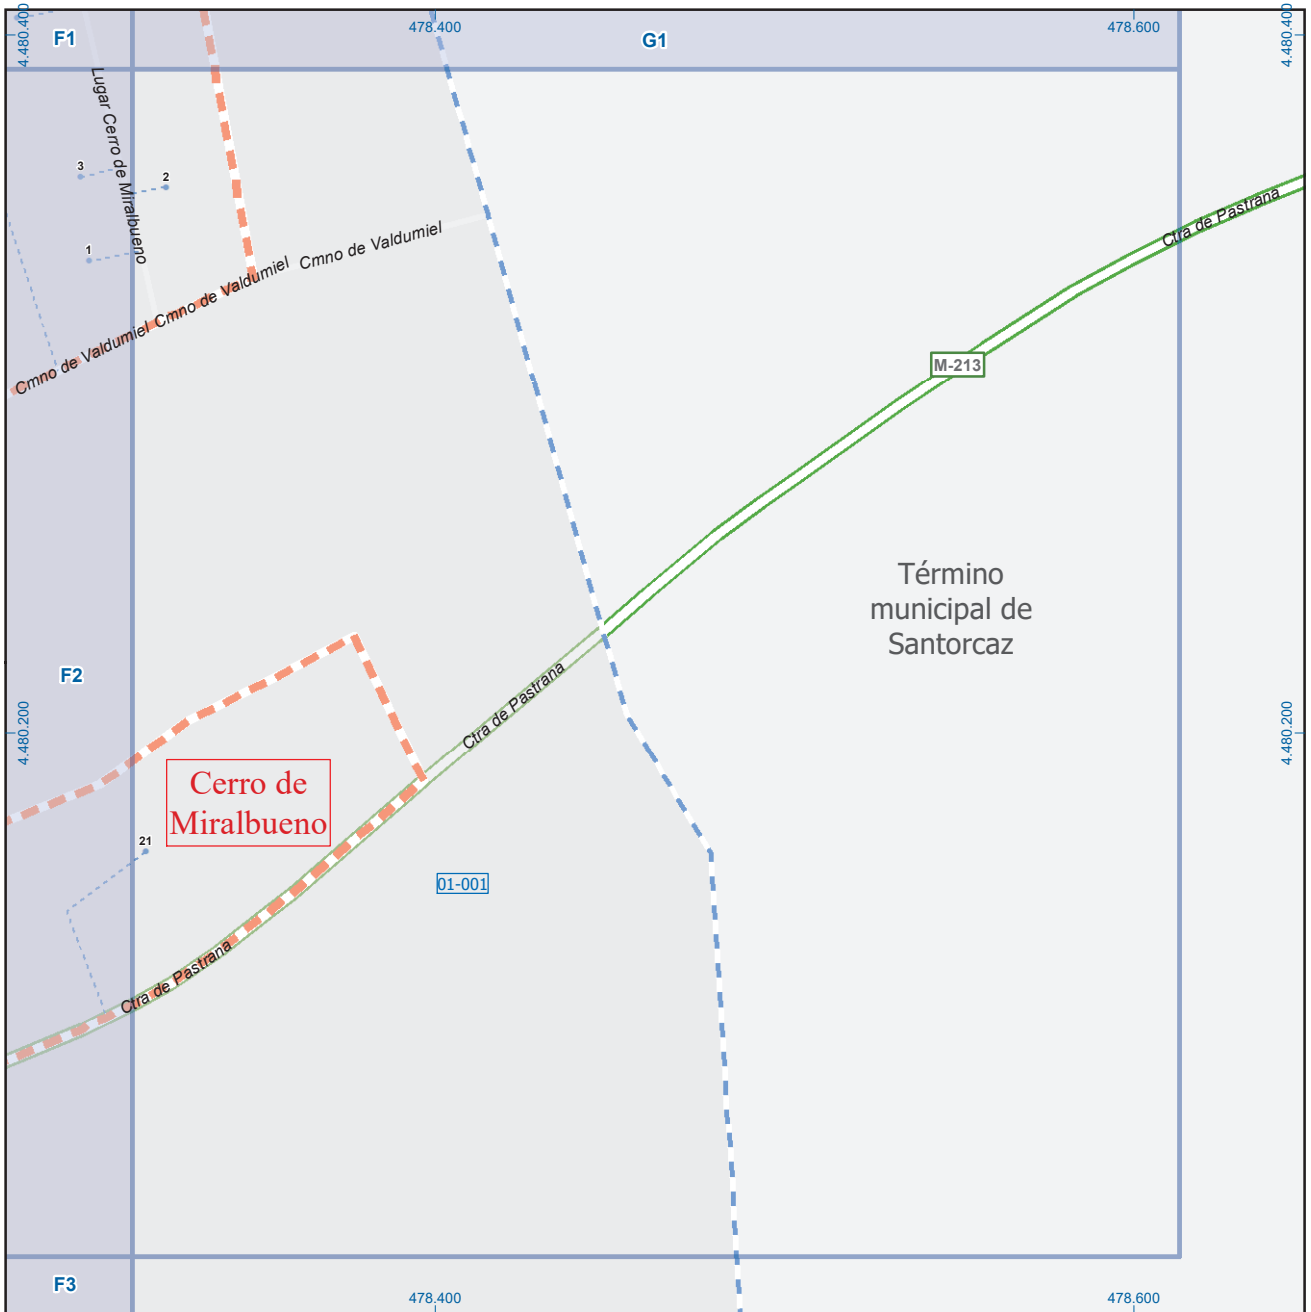 4.480.400
F1
478.400
G1
478.600
4.480.400
Lugar Cerro de Miralbueno
3
2
1
Cmno de Valdumiel
Cmno de Valdumiel
Cmno de Valdumiel
Ctra de Pastrana
M-213
Término
municipal de
Santorcaz
F2
4.480.200
4.480.200
Ctra de Pastrana
Cerro de
Miralbueno
21
01-001
Ctra de Pastrana
F3
478.400
478.600